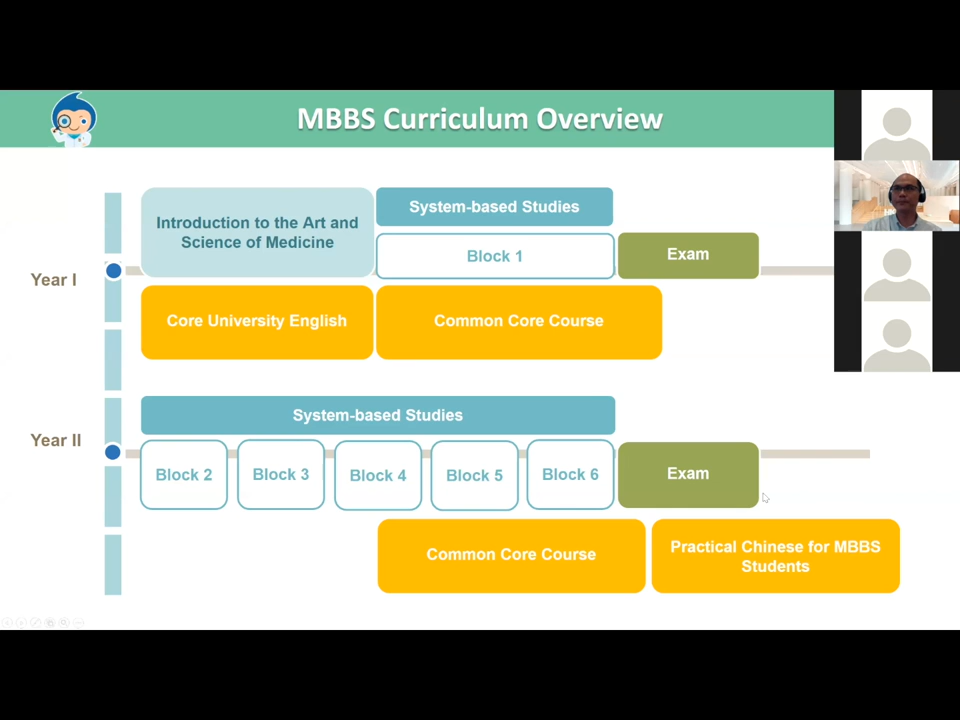 MBBS Curriculum Overview
Year I
Introduction to the Art and
Science of Medicine
System-based Studies
Block 1
Exam
Core University English
Common Core Course
Year II
System-based Studies
Block 2
Block 3
Block 4
Block 5
Block 6
Exam
Common Core Course
Practical Chinese for MBBS
Students